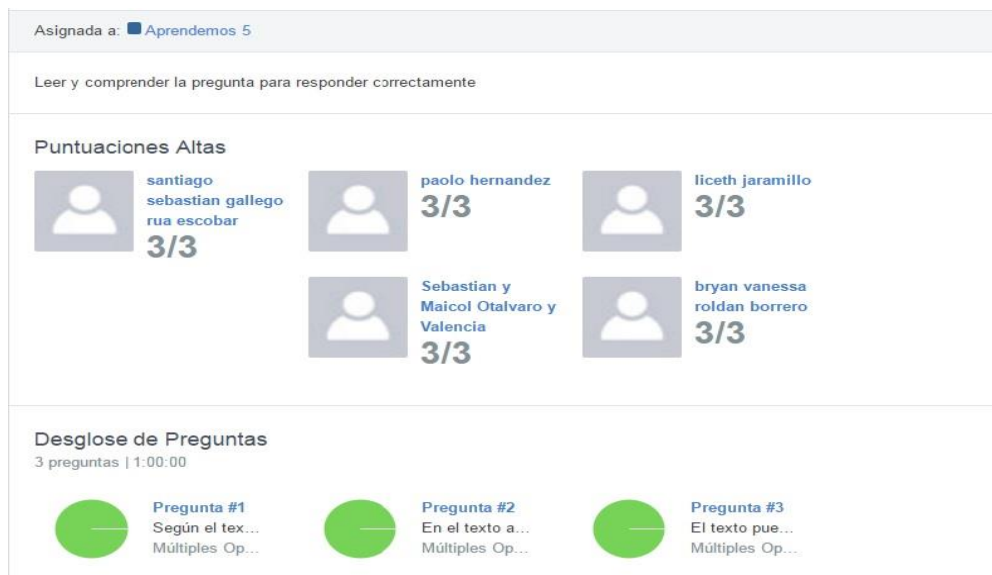 Asignada a: Aprendemos 5
Leer y comprender la pregunta para responder correctamente
Puntuaciones Altas
santiago
sebastian gallego
rua escobar
3/3
paolo hernandez
3/3
liceth jaramillo
3/3
Sebastian y
Maicol Otalvaro y
Valencia
3/3
bryan vanessa
roldan borrero
3/3
Desglose de Preguntas
3 preguntas | 1:00:00
Pregunta #1
Según el tex...
Múltiples Op...
Pregunta #2
En el texto a...
Múltiples Op...
Pregunta #3
El texto pue...
Múltiples Op...